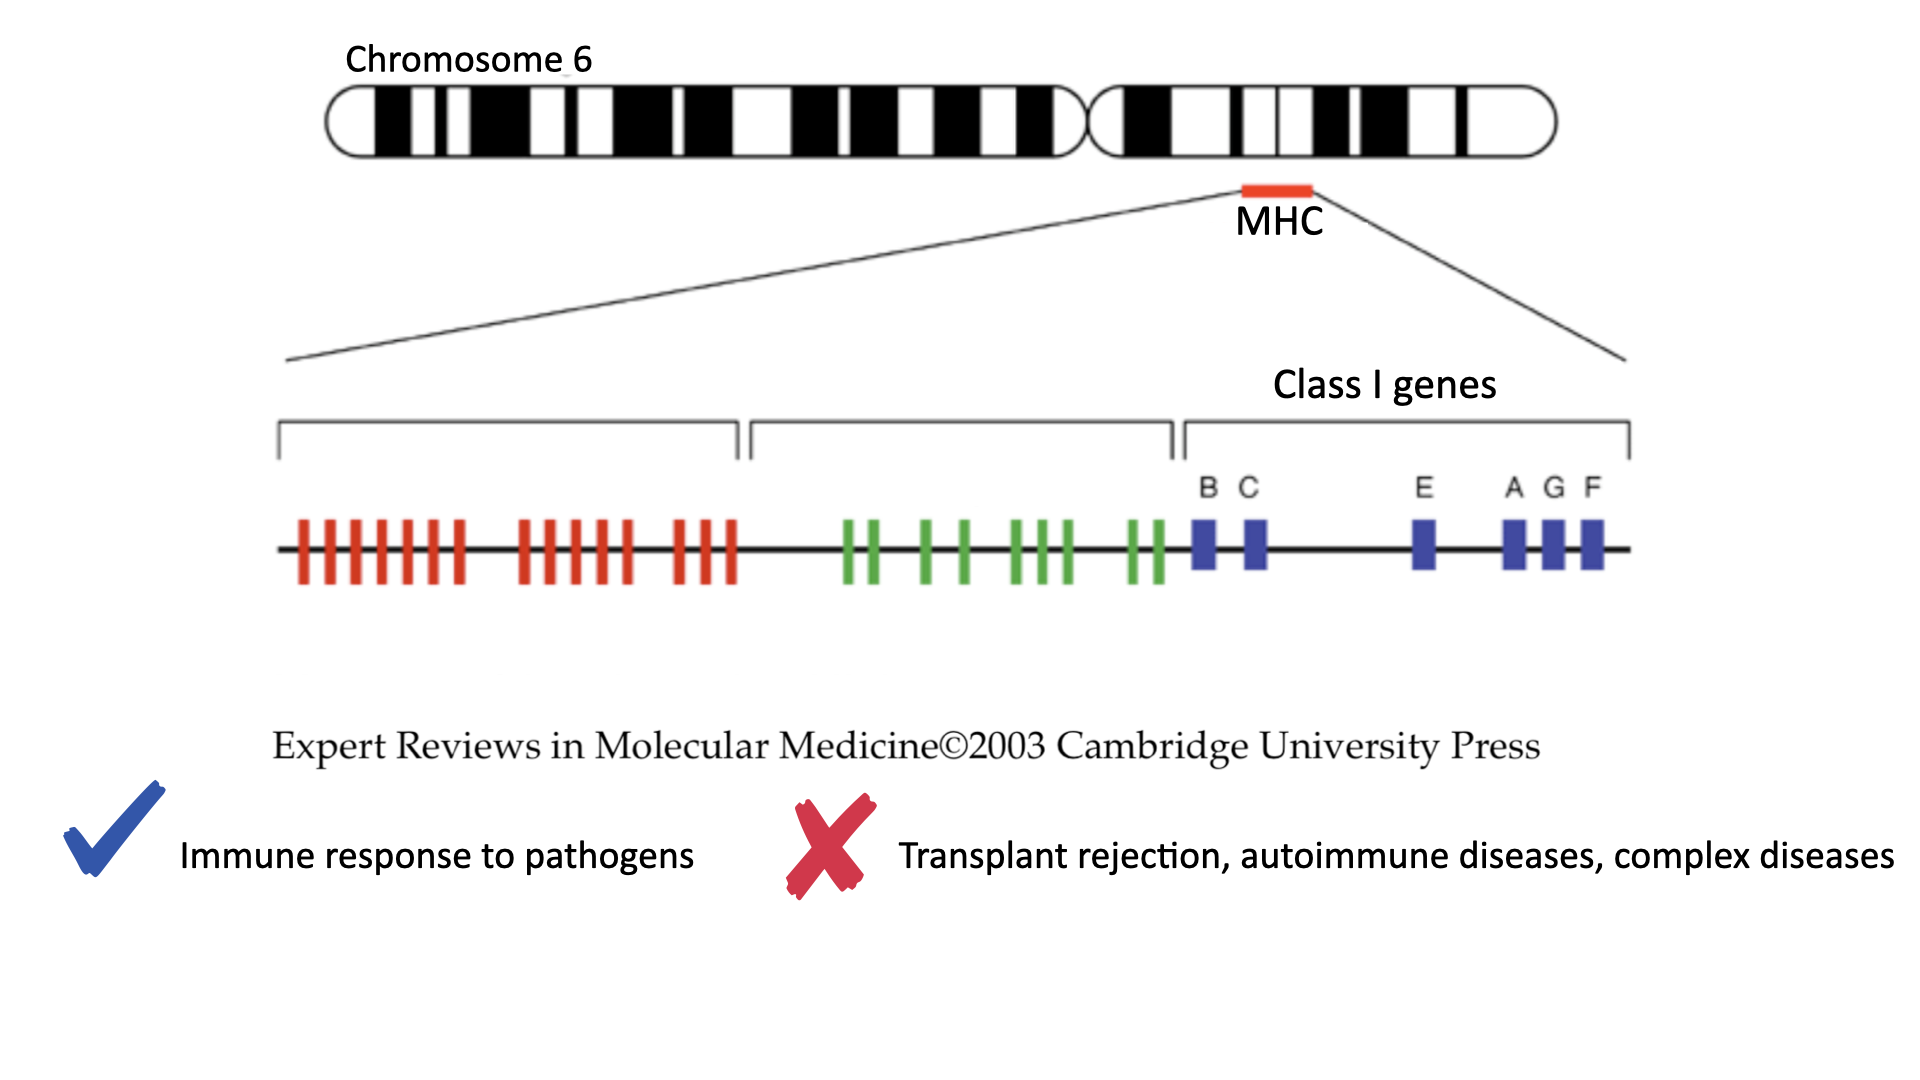 Chromosome 6
MHC
Class I genes
B C E A G F
Expert Reviews in Molecular Medicine©2003 Cambridge University Press
Immune response to pathogens
Transplant rejection, autoimmune diseases, complex diseases